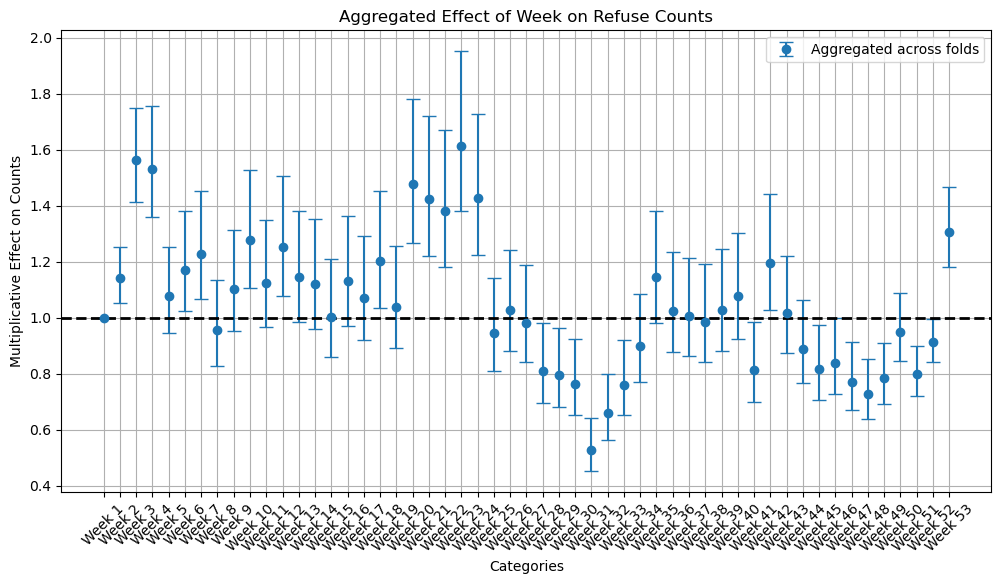 Aggregated Effect of Week on Refuse Counts
Aggregated across folds
Multiplicative Effect on Counts
2.0
1.8
1.6
1.4
1.2
1.0
0.8
0.6
0.4
Week 1
Week 2
Week 3
Week 4
Week 5
Week 6
Week 7
Week 8
Week 9
Week 10
Week 11
Week 12
Week 13
Week 14
Week 15
Week 16
Week 17
Week 18
Week 19
Week 20
Week 21
Week 22
Week 23
Week 24
Week 25
Week 26
Week 27
Week 28
Week 29
Week 30
Week 31
Week 32
Week 33
Week 34
Week 35
Week 36
Week 37
Week 38
Week 39
Week 40
Week 41
Week 42
Week 43
Week 44
Week 45
Week 46
Week 47
Week 48
Week 49
Week 50
Week 51
Week 52
Week 53
Categories